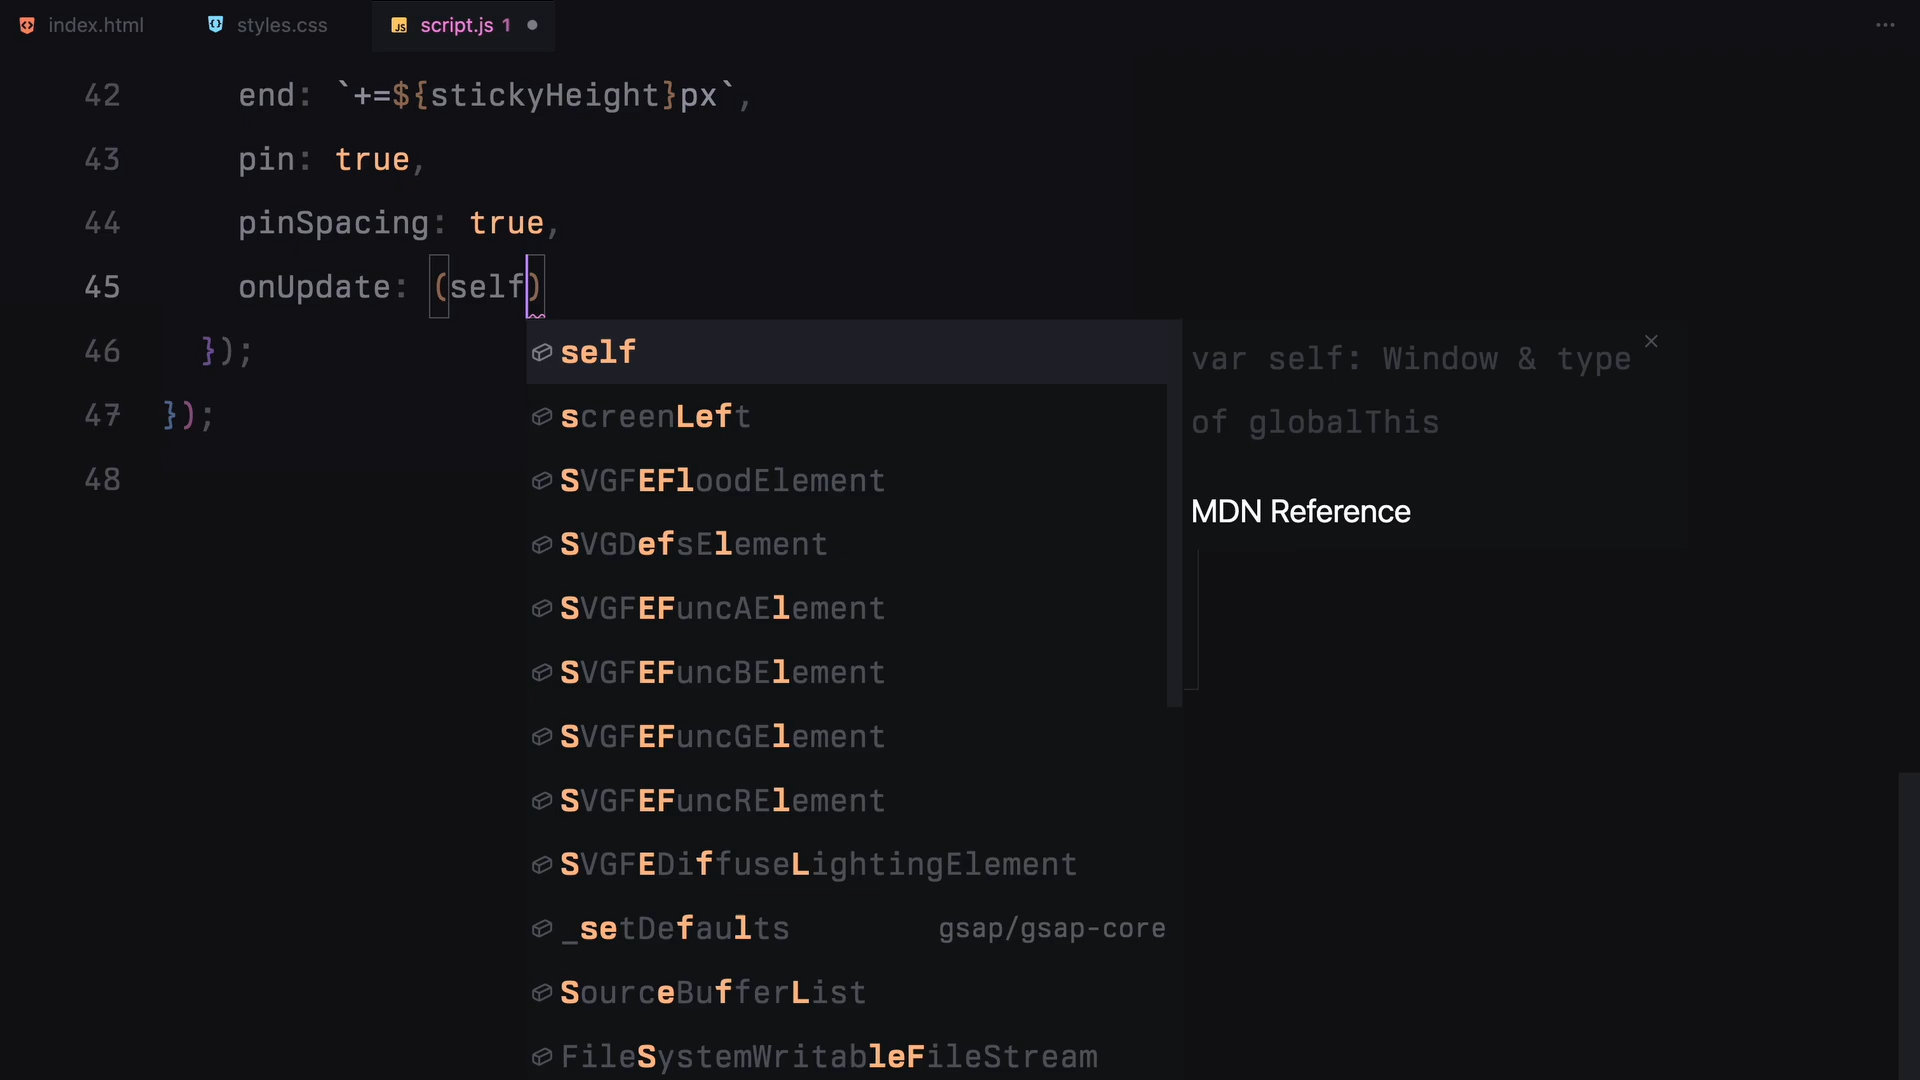 index.html
styles.css
script.js 1
42 end: `+=${stickyHeight}px`,
43 pin: true,
44 pinSpacing: true,
45 onUpdate: (self)
46 });
47 });
48
self
screenLeft
SVGFEFloodElement
SVGDefsElement
SVGFEFuncAElement
SVGFEFuncBElement
SVGFEFuncGElement
SVGFEFuncRElement
SVGFEDiffuseLightingElement
_setDefaults gsap/gsap-core
SourceBufferList
FileSystemWritableFileStream
var self: Window & type
of globalThis
MDN Reference